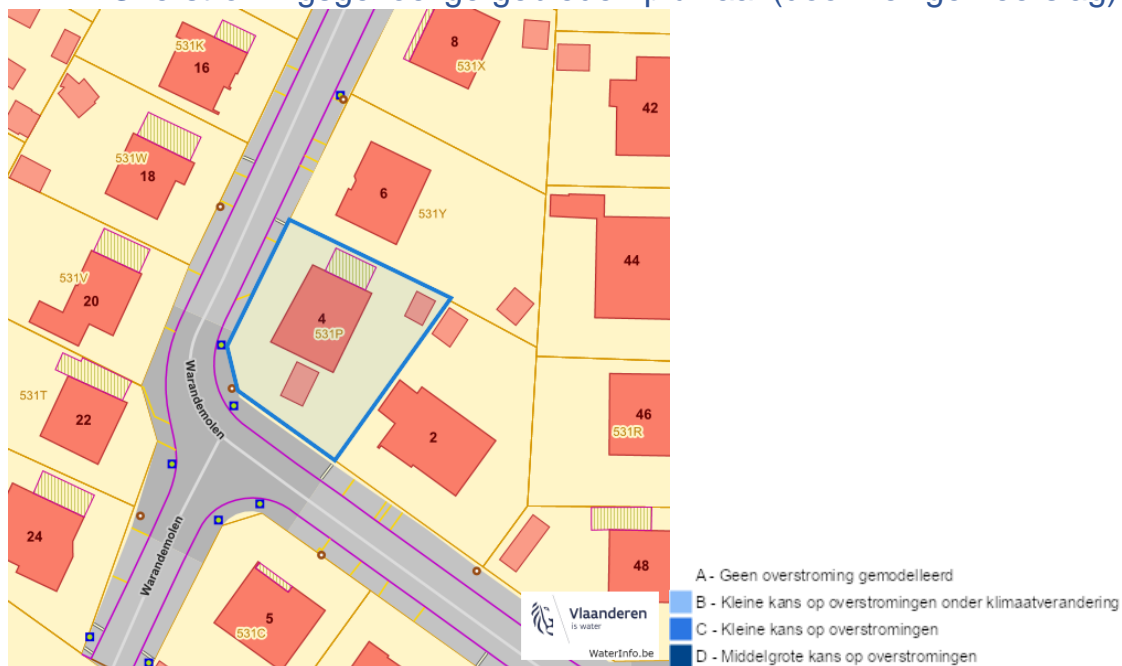 8
531K
16
531X
42
531W
18
6
531Y
44
531V
20
4
531P
Warandemolen
531T
22
46
531R
2
24
Warandemolen
48
5
531C
Vlaanderen
is water
WaterInfo.be
A - Geen overstroming gemodelleerd
B - Kleine kans op overstromingen onder klimaatverandering
C - Kleine kans op overstromingen
D - Middelgrote kans op overstromingen